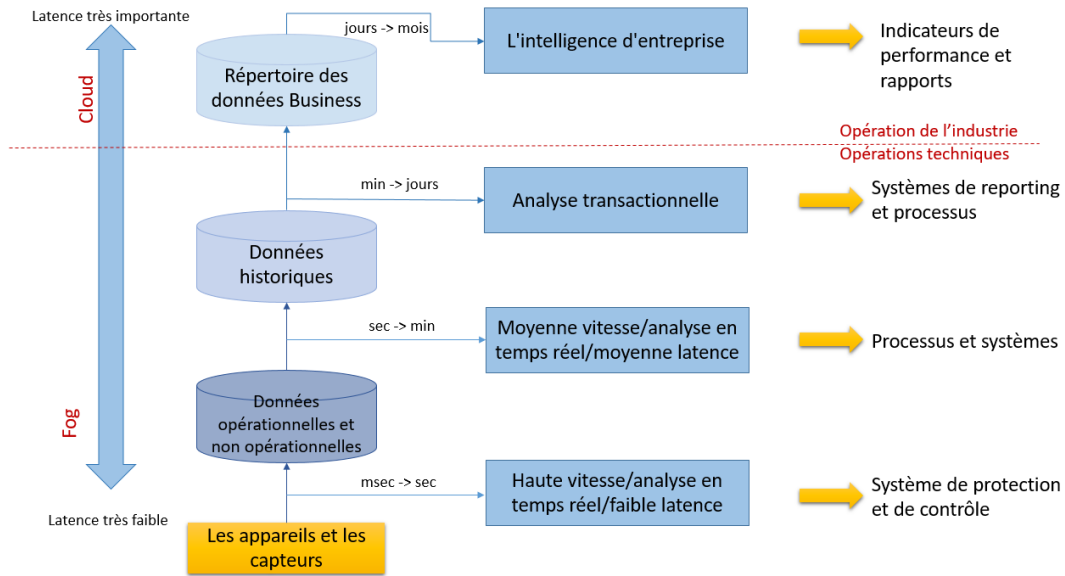 Latence très importante
jours -> mois
L'intelligence d'entreprise
Indicateurs de
performance et
rapports
Répertoire des
données Business
Cloud
Opération de l'industrie
Opérations techniques
min -> jours
Analyse transactionnelle
Systèmes de reporting
et processus
Données
historiques
sec -> min
Moyenne vitesse/analyse en
temps réel/moyenne latence
Processus et systèmes
Fog
Données
opérationnelles et
non opérationnelles
msec -> sec
Haute vitesse/analyse en
temps réel/faible latence
Système de protection
et de contrôle
Latence très faible
Les appareils et les
capteurs